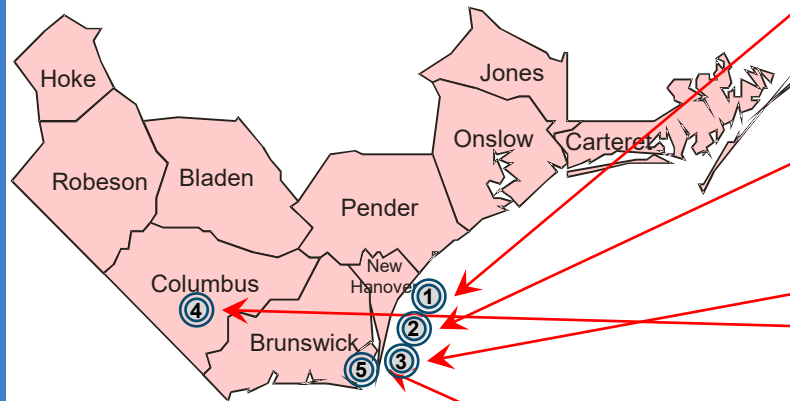 Hoke
Jones
Onslow
Carteret
Robeson
Bladen
Pender
New
Hanover
Columbus
1
4
2
Brunswick
3
5